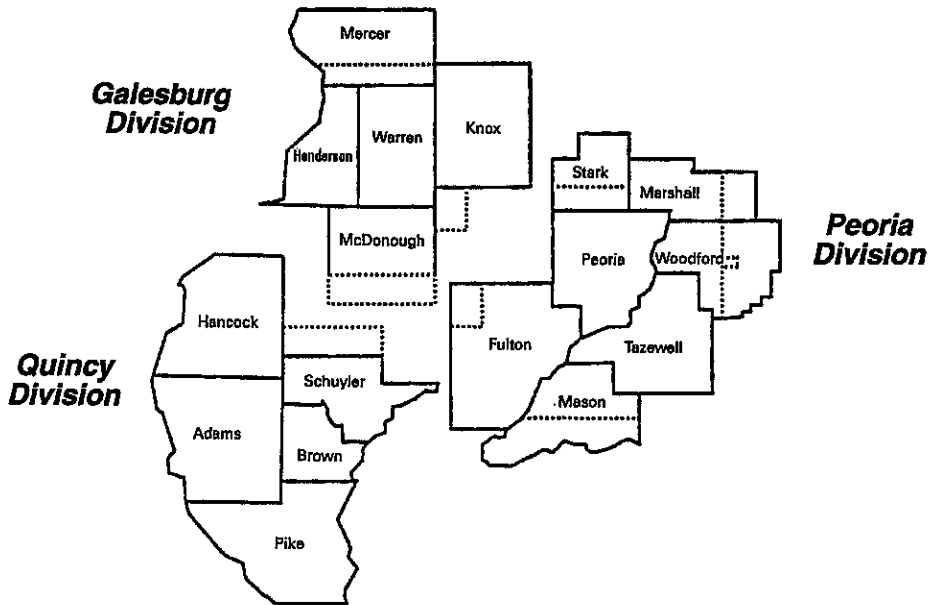 Mercer
Galesburg
Division
Henderson
Warren
Knox
McDonough
Stark
Marshall
Peoria
Woodford
Peoria
Division
Fulton
Tazewell
Mason
Hancock
Quincy
Division
Schuyler
Adams
Brown
Pike